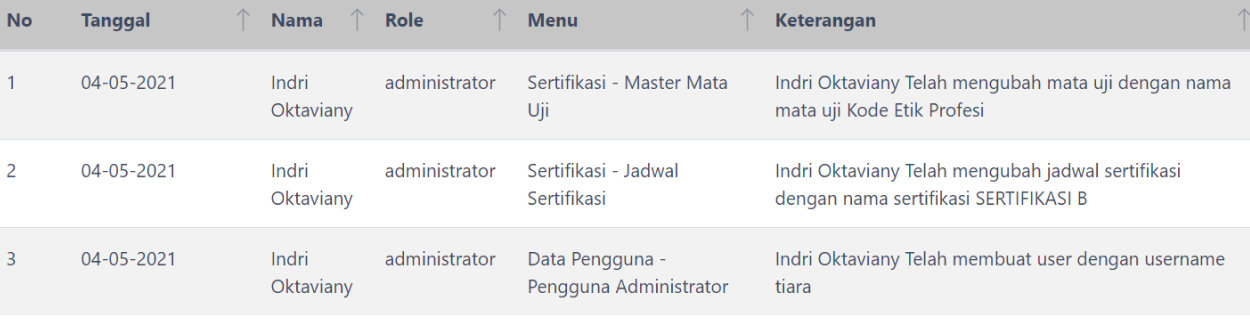 No Tanggal Nama Role Menu Keterangan
1 04-05-2021 Indri Oktaviany administrator Sertifikasi - Master Mata Uji Indri Oktaviany Telah mengubah mata uji dengan nama mata uji Kode Etik Profesi
2 04-05-2021 Indri Oktaviany administrator Sertifikasi - Jadwal Sertifikasi Indri Oktaviany Telah mengubah jadwal sertifikasi dengan nama sertifikasi SERTIFIKASI B
3 04-05-2021 Indri Oktaviany administrator Data Pengguna - Pengguna Administrator Indri Oktaviany Telah membuat user dengan username tiara